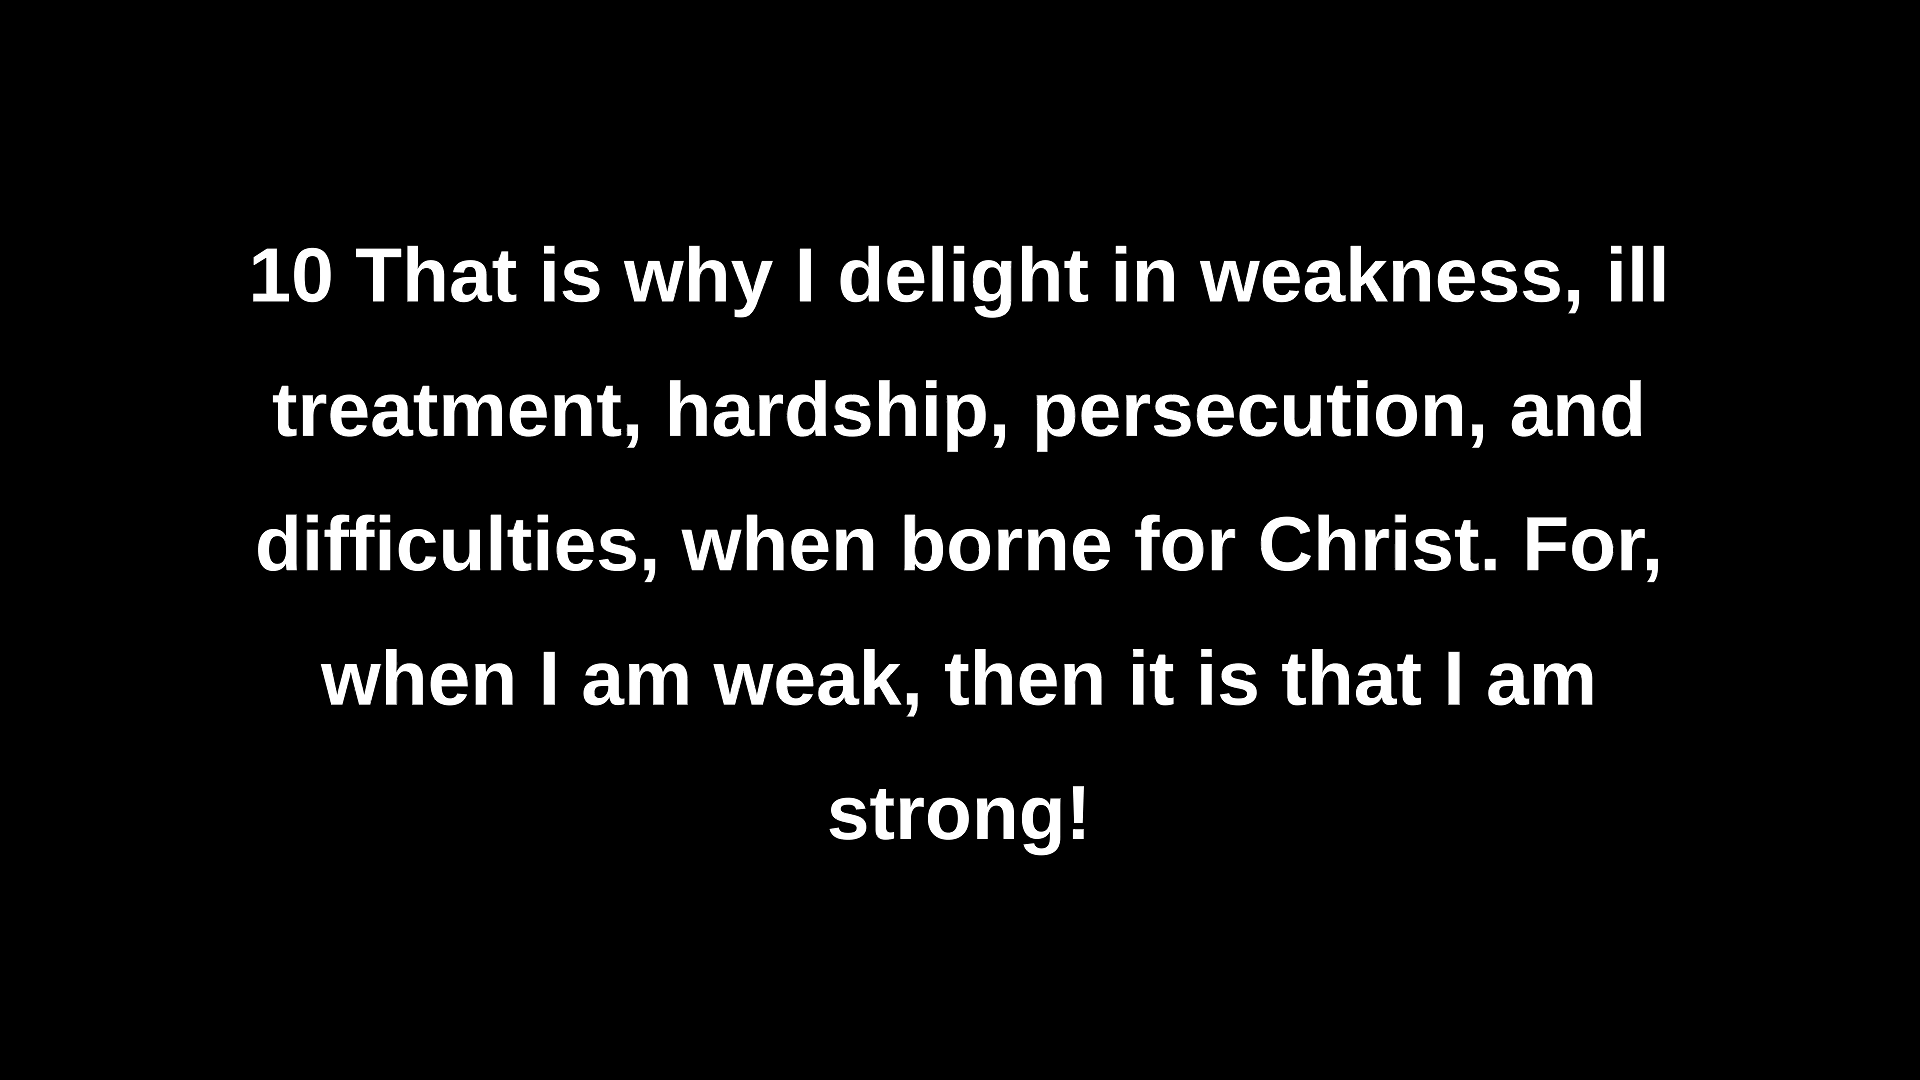 10 That is why I delight in weakness, ill
treatment, hardship, persecution, and
difficulties, when borne for Christ. For,
when I am weak, then it is that I am
strong!